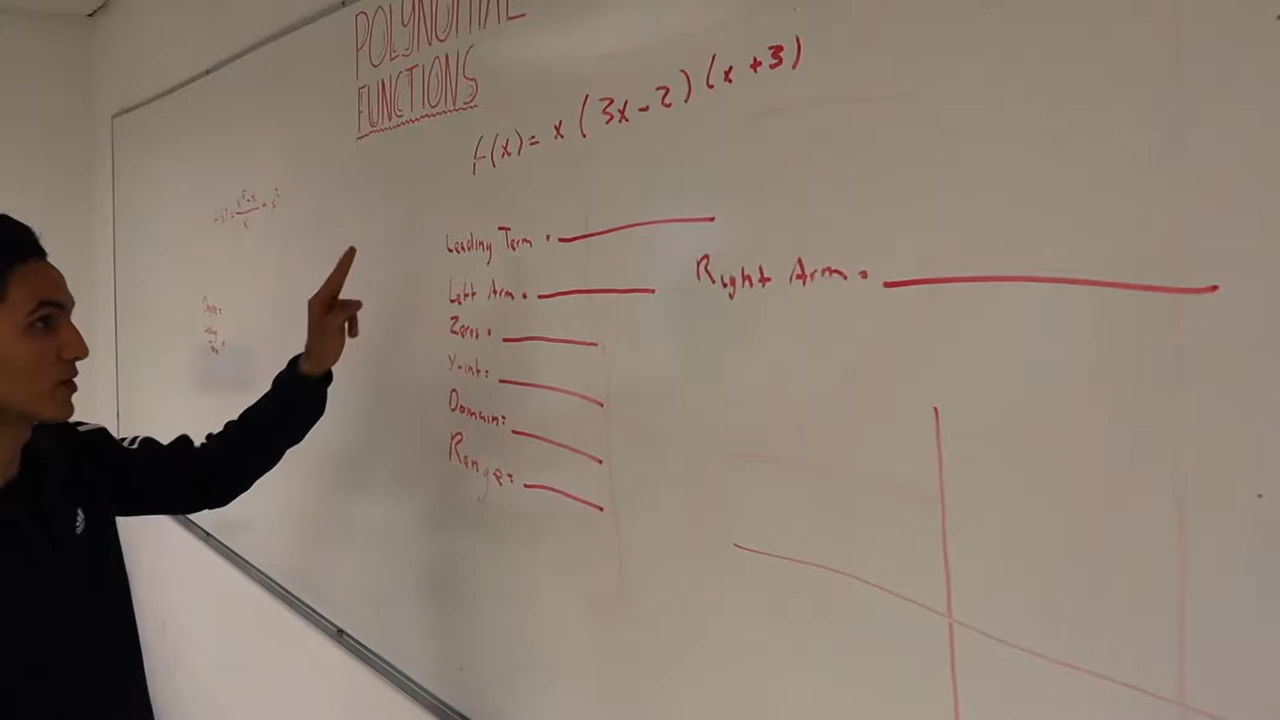 POLYNOMIAL
FUNCTIONS
f(x)= x(3x-2)(x+3)
Leading Term =
Left Arm =
Right Arm =
Zeros =
Y-int:
Domain:
Range: